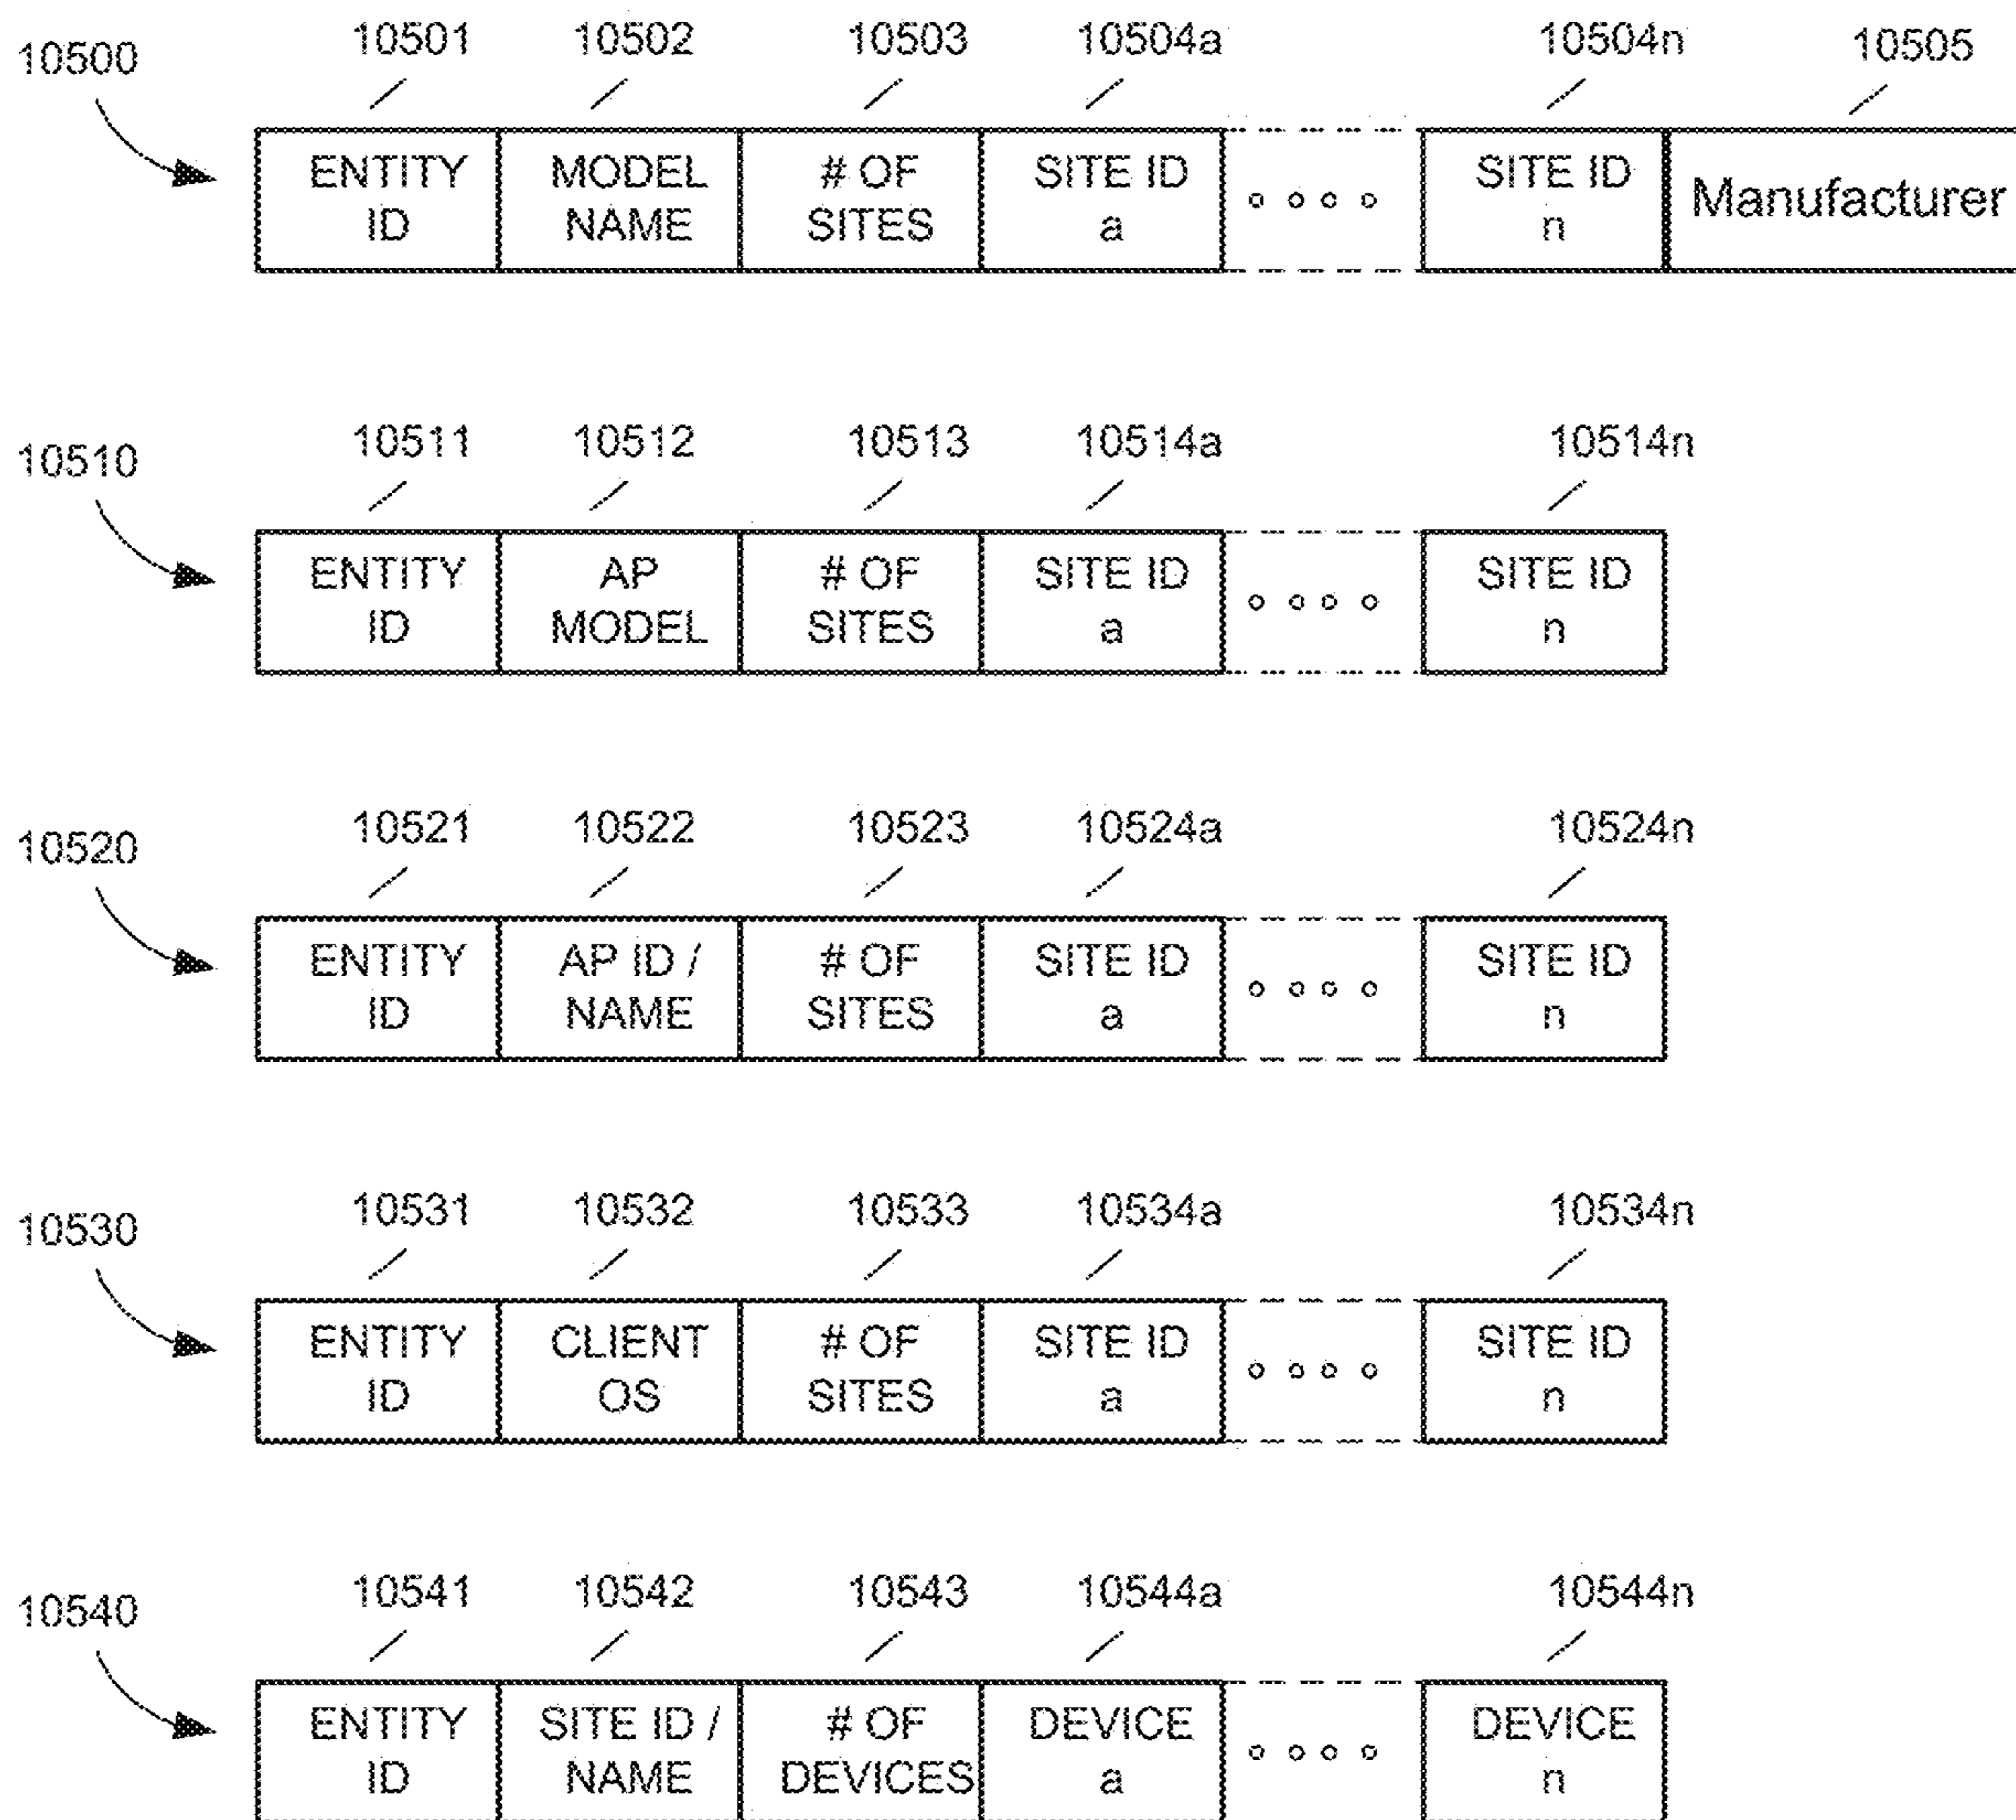 10500
10501 10502 10503 10504a 10504n 10505
ENTITY ID MODEL NAME # OF SITES SITE ID a SITE ID n Manufacturer
10510
10511 10512 10513 10514a 10514n
ENTITY ID AP MODEL # OF SITES SITE ID a SITE ID n
10520
10521 10522 10523 10524a 10524n
ENTITY ID AP ID / NAME # OF SITES SITE ID a SITE ID n
10530
10531 10532 10533 10534a 10534n
ENTITY ID CLIENT OS # OF SITES SITE ID a SITE ID n
10540
10541 10542 10543 10544a 10544n
ENTITY ID SITE ID / NAME # OF DEVICES DEVICE a DEVICE n